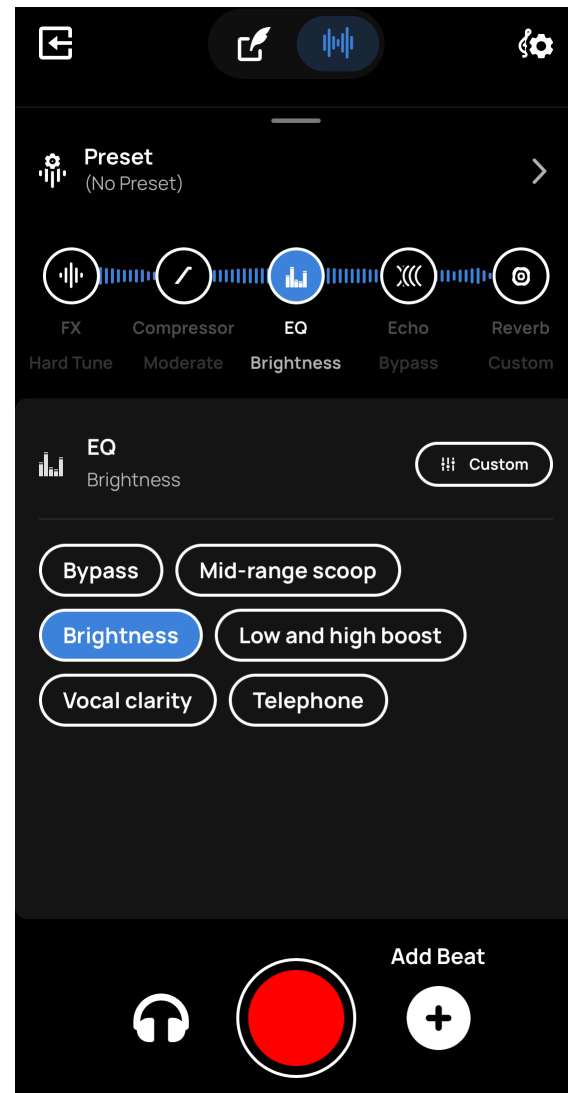 Preset
(No Preset)
FX Compressor EQ Echo Reverb
Hard Tune Moderate Brightness Bypass Custom
EQ
Brightness
Custom
Bypass Mid-range scoop
Brightness Low and high boost
Vocal clarity Telephone
Add Beat